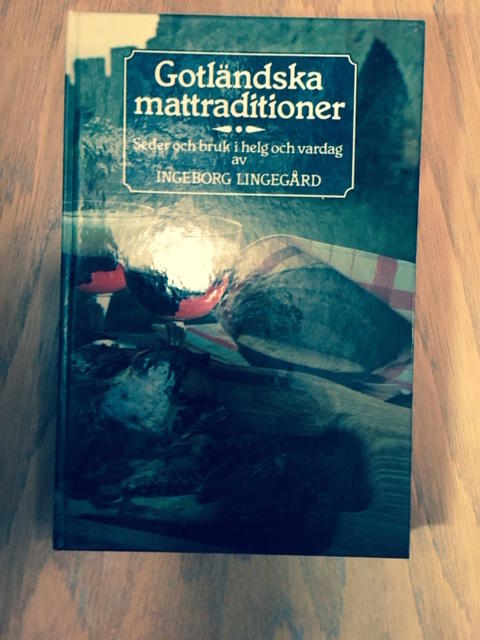 Gotländska
mattraditioner
Seder och bruk i helg och vardag
av
INGEBORG LINGEGÅRD